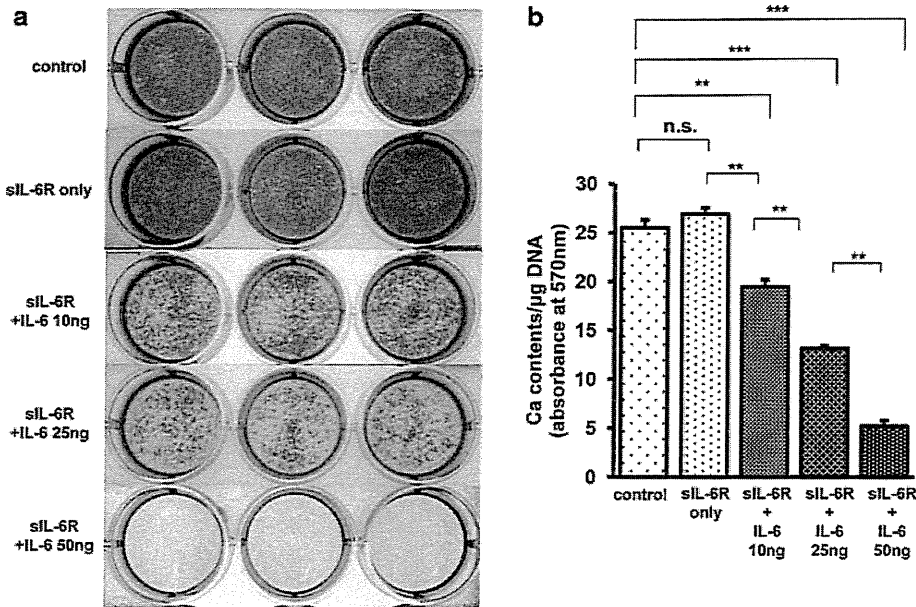 a
control
sIL-6R only
sIL-6R
+IL-6 10ng
sIL-6R
+IL-6 25ng
sIL-6R
+IL-6 50ng
b
***
***
**
n.s.
**
**
**
Ca contents/µg DNA
(absorbance at 570nm)
30
25
20
15
10
5
0
control
sIL-6R
only
sIL-6R
+
IL-6
10ng
sIL-6R
+
IL-6
25ng
sIL-6R
+
IL-6
50ng